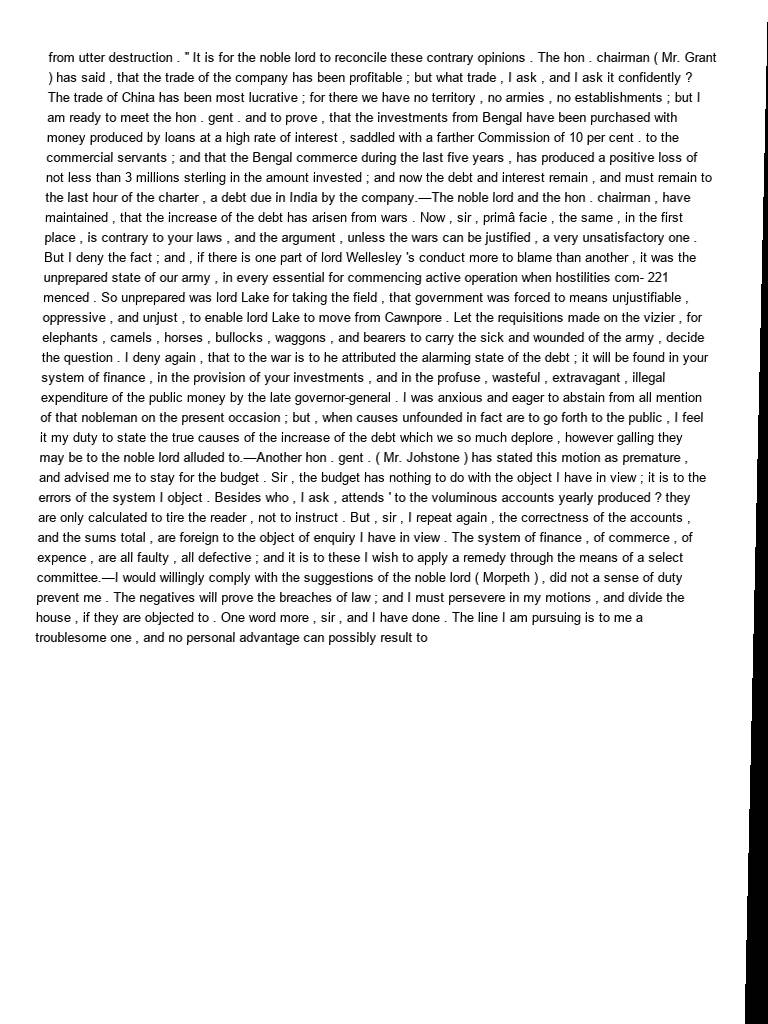 from utter destruction . " It is for the noble lord to reconcile these contrary opinions . The hon . chairman ( Mr. Grant
) has said , that the trade of the company has been profitable ; but what trade , I ask , and I ask it confidently ?
The trade of China has been most lucrative ; for there we have no territory , no armies , no establishments ; but I
am ready to meet the hon . gent . and to prove , that the investments from Bengal have been purchased with
money produced by loans at a high rate of interest , saddled with a farther Commission of 10 per cent . to the
commercial servants ; and that the Bengal commerce during the last five years , has produced a positive loss of
not less than 3 millions sterling in the amount invested ; and now the debt and interest remain , and must remain to
the last hour of the charter , a debt due in India by the company.—The noble lord and the hon . chairman , have
maintained , that the increase of the debt has arisen from wars . Now , sir , primâ facie , the same , in the first
place , is contrary to your laws , and the argument , unless the wars can be justified , a very unsatisfactory one .
But I deny the fact ; and , if there is one part of lord Wellesley 's conduct more to blame than another , it was the
unprepared state of our army , in every essential for commencing active operation when hostilities com- 221
menced . So unprepared was lord Lake for taking the field , that government was forced to means unjustifiable ,
oppressive , and unjust , to enable lord Lake to move from Cawnpore . Let the requisitions made on the vizier , for
elephants , camels , horses , bullocks , waggons , and bearers to carry the sick and wounded of the army , decide
the question . I deny again , that to the war is to he attributed the alarming state of the debt ; it will be found in your
system of finance , in the provision of your investments , and in the profuse , wasteful , extravagant , illegal
expenditure of the public money by the late governor-general . I was anxious and eager to abstain from all mention
of that nobleman on the present occasion ; but , when causes unfounded in fact are to go forth to the public , I feel
it my duty to state the true causes of the increase of the debt which we so much deplore , however galling they
may be to the noble lord alluded to.—Another hon . gent . ( Mr. Johstone ) has stated this motion as premature ,
and advised me to stay for the budget . Sir , the budget has nothing to do with the object I have in view ; it is to the
errors of the system I object . Besides who , I ask , attends ' to the voluminous accounts yearly produced ? they
are only calculated to tire the reader , not to instruct . But , sir , I repeat again , the correctness of the accounts ,
and the sums total , are foreign to the object of enquiry I have in view . The system of finance , of commerce , of
expence , are all faulty , all defective ; and it is to these I wish to apply a remedy through the means of a select
committee.—I would willingly comply with the suggestions of the noble lord ( Morpeth ) , did not a sense of duty
prevent me . The negatives will prove the breaches of law ; and I must persevere in my motions , and divide the
house , if they are objected to . One word more , sir , and I have done . The line I am pursuing is to me a
troublesome one , and no personal advantage can possibly result to